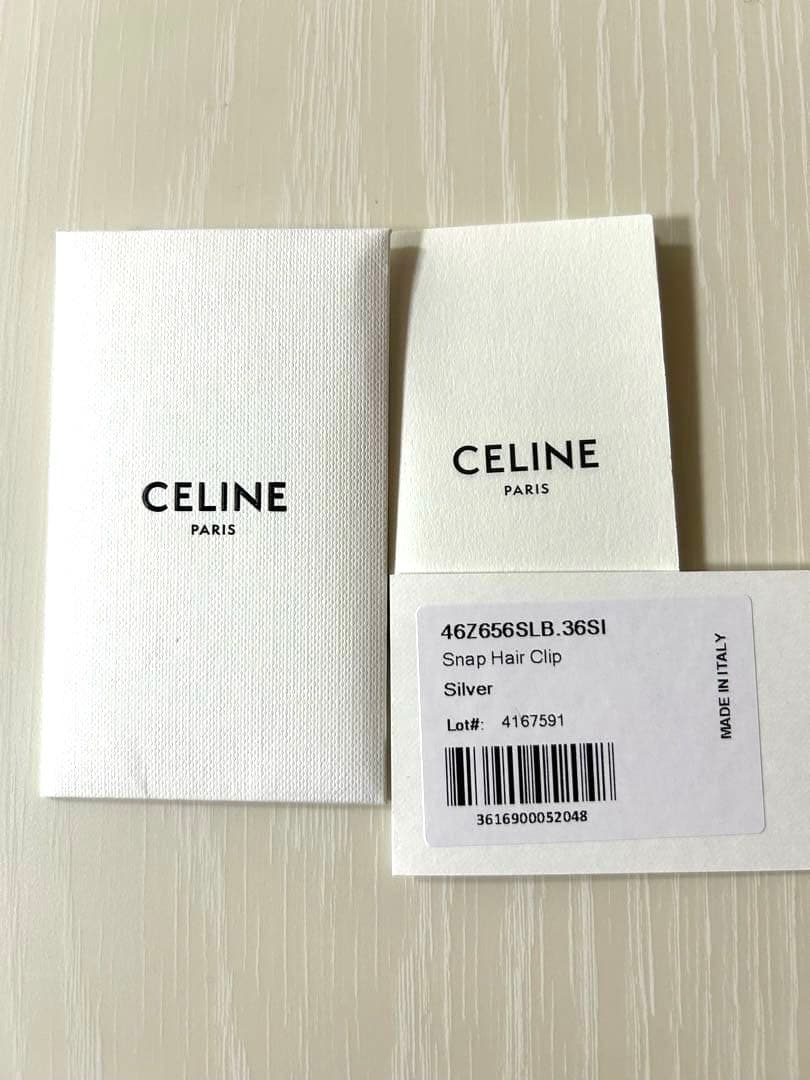 CELINE
PARIS
CELINE
PARIS
46Z656SLB.36SI
Snap Hair Clip
Silver
Lot#: 4167591
3616900052048
MADE IN ITALY